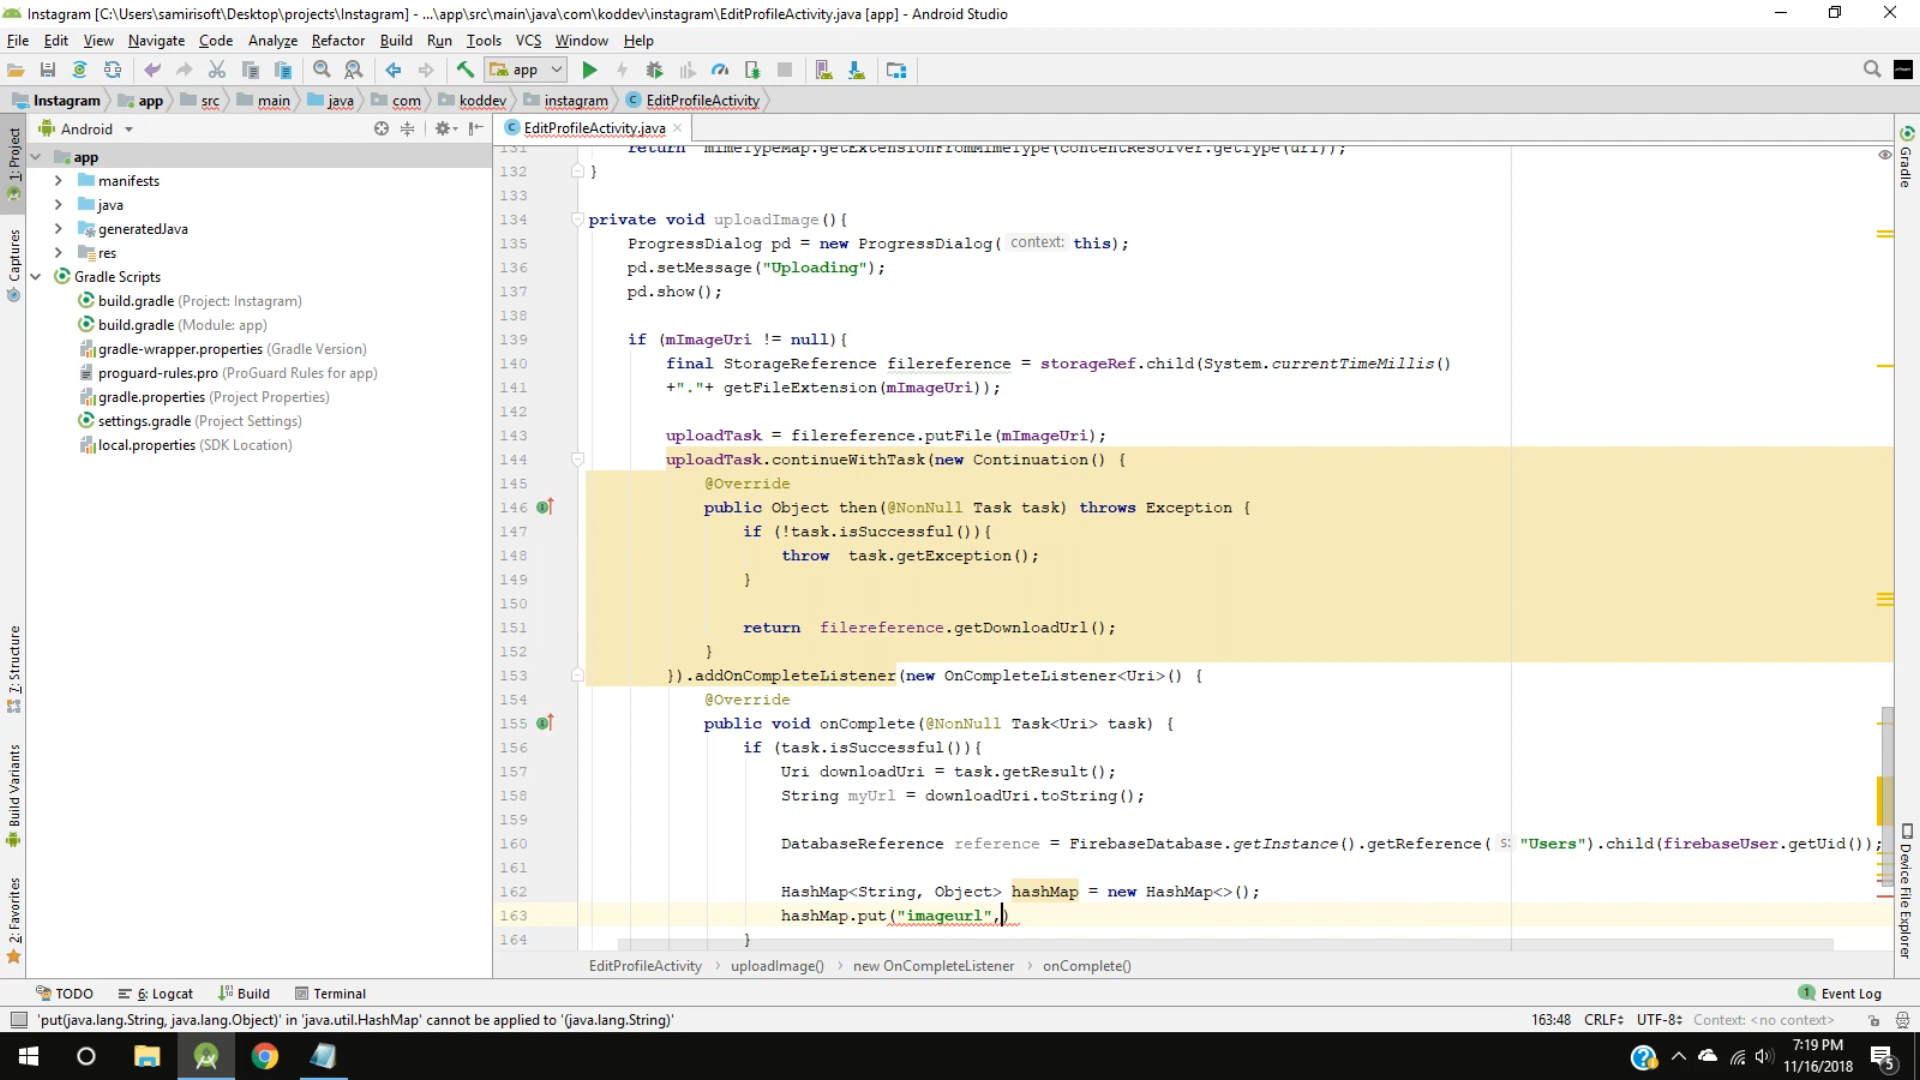 Instagram [C:\Users\samirisoft\Desktop\projects\Instagram] - ...\app\src\main\java\com\koddev\instagram\EditProfileActivity.java [app] - Android Studio
File Edit View Navigate Code Analyze Refactor Build Run Tools VCS Window Help
app
Instagram app src main java com koddev instagram EditProfileActivity
Android
EditProfileActivity.java
1: Project
Captures
7: Structure
Build Variants
2: Favorites
app
manifests
java
generatedJava
res
Gradle Scripts
build.gradle (Project: Instagram)
build.gradle (Module: app)
gradle-wrapper.properties (Gradle Version)
proguard-rules.pro (ProGuard Rules for app)
gradle.properties (Project Properties)
settings.gradle (Project Settings)
local.properties (SDK Location)
131 return mimeTypeMap.getExtensionFromMimeType(contentResolver.getType(uri));
132 }
133
134 private void uploadImage(){
135 ProgressDialog pd = new ProgressDialog( context: this);
136 pd.setMessage("Uploading");
137 pd.show();
138
139 if (mImageUri != null){
140 final StorageReference filereference = storageRef.child(System.currentTimeMillis()
141 +"."+ getFileExtension(mImageUri));
142
143 uploadTask = filereference.putFile(mImageUri);
144 uploadTask.continueWithTask(new Continuation() {
145 @Override
146 public Object then(@NonNull Task task) throws Exception {
147 if (!task.isSuccessful()){
148 throw task.getException();
149 }
150
151 return filereference.getDownloadUrl();
152 }
153 }).addOnCompleteListener(new OnCompleteListener<Uri>() {
154 @Override
155 public void onComplete(@NonNull Task<Uri> task) {
156 if (task.isSuccessful()){
157 Uri downloadUri = task.getResult();
158 String myUrl = downloadUri.toString();
159
160 DatabaseReference reference = FirebaseDatabase.getInstance().getReference( s: "Users").child(firebaseUser.getUid());
161
162 HashMap<String, Object> hashMap = new HashMap<>();
163 hashMap.put("imageurl",)
164 }
EditProfileActivity uploadImage() new OnCompleteListener onComplete()
Gradle
Device File Explorer
TODO 6: Logcat Build Terminal 1 Event Log
'put(java.lang.String, java.lang.Object)' in 'java.util.HashMap' cannot be applied to '(java.lang.String)' 163:48 CRLF UTF-8 Context: <no context>
7:19 PM
11/16/2018
5